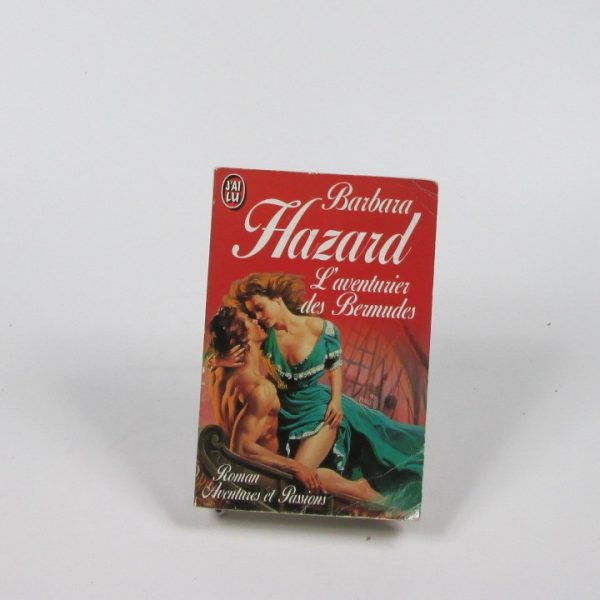 J'AI
LU
Barbara
Hazard
L'aventurier
des Bermudes
Roman
Aventures et Passions